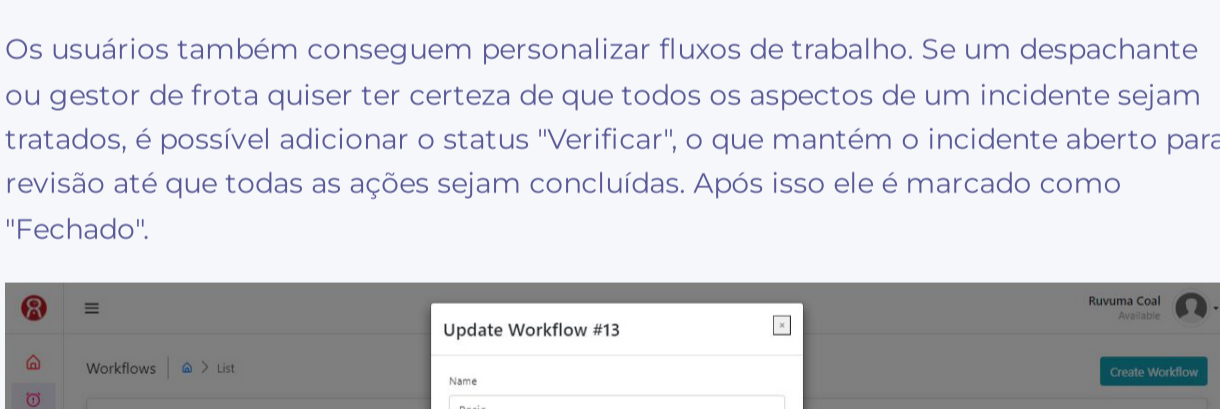 Os usuários também conseguem personalizar fluxos de trabalho. Se um despachante
ou gestor de frota quiser ter certeza de que todos os aspectos de um incidente sejam
tratados, é possível adicionar o status "Verificar", o que mantém o incidente aberto para
revisão até que todas as ações sejam concluídas. Após isso ele é marcado como
"Fechado".
Ruvuma Coal
Available
Update Workflow #13
Workflows
List
Create Workflow
Name